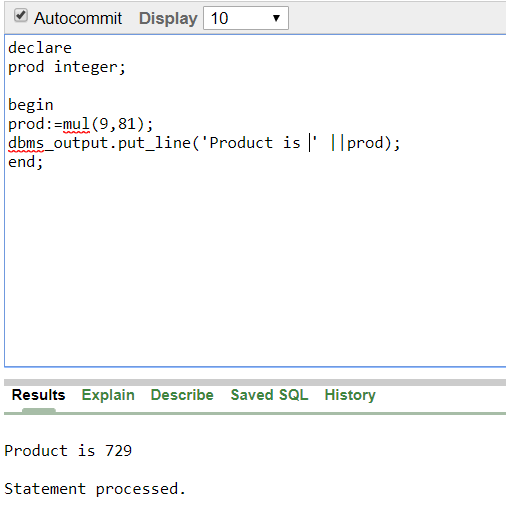 Autocommit Display 10
declare
prod integer;
begin
prod:=mul(9,81);
dbms_output.put_line('Product is ' ||prod);
end;
Results Explain Describe Saved SQL History
Product is 729
Statement processed.